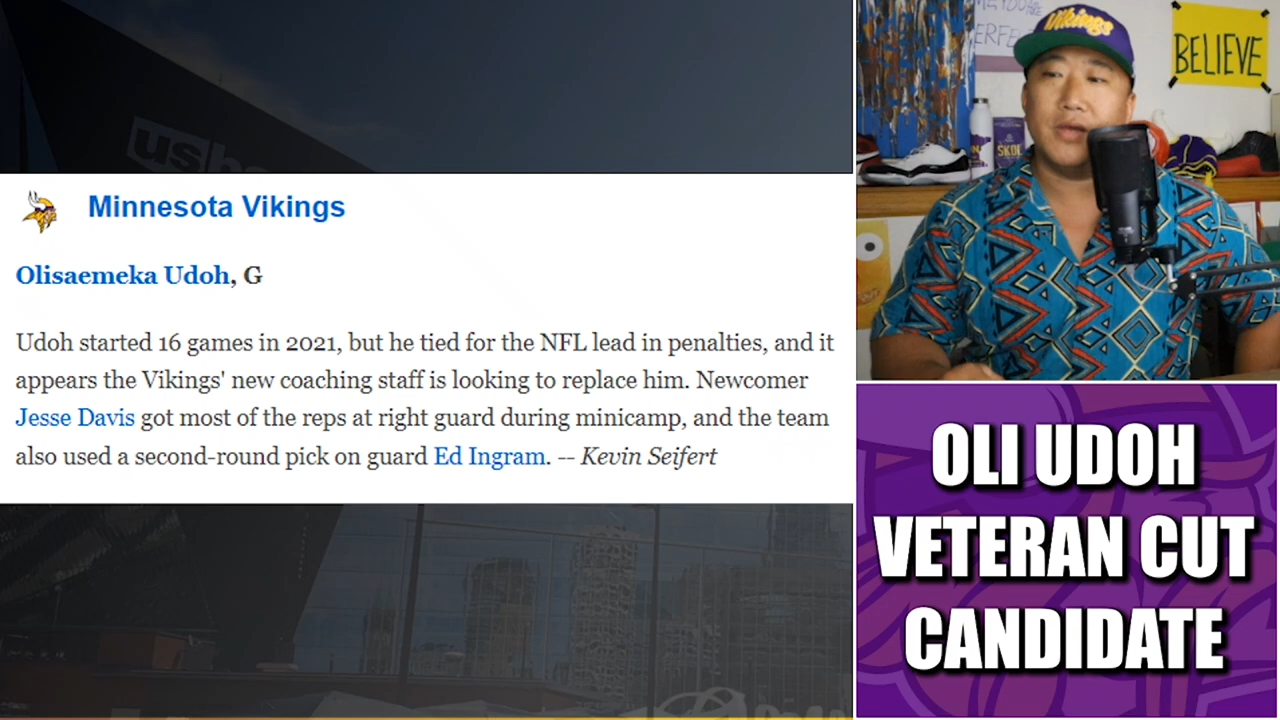 usba
Minnesota Vikings
Olisaemeka Udoh, G
Udoh started 16 games in 2021, but he tied for the NFL lead in penalties, and it
appears the Vikings' new coaching staff is looking to replace him. Newcomer
Jesse Davis got most of the reps at right guard during minicamp, and the team
also used a second-round pick on guard Ed Ingram. -- Kevin Seifert
Vikings
BELIEVE
SKOL
OLI UDOH
VETERAN CUT
CANDIDATE